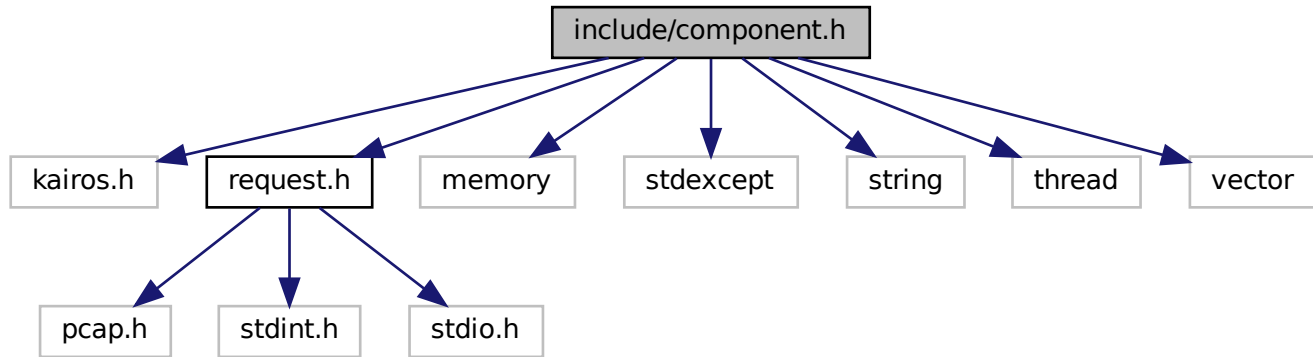 include/component.h
kairos.h
request.h
memory
stdexcept
string
thread
vector
pcap.h
stdint.h
stdio.h